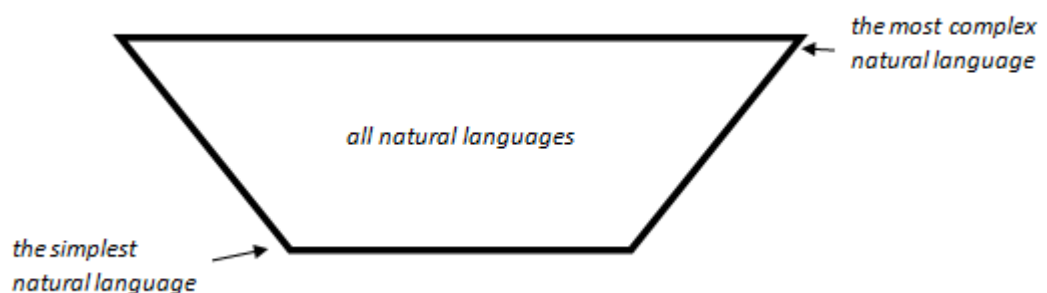 the most complex
natural language
all natural languages
the simplest
natural language